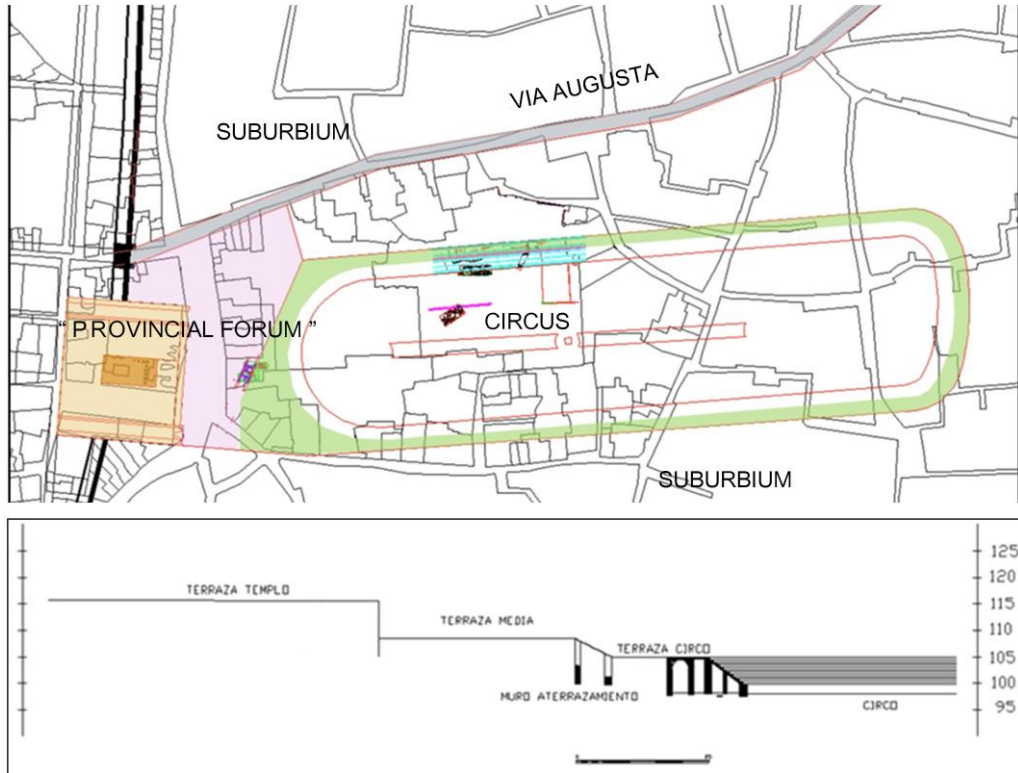 VIA AUGUSTA
SUBURBIUM
" PROVINCIAL FORUM "
CIRCUS
SUBURBIUM
125
TERRAZA TEMPLO
120
115
TERRAZA MEDIA
110
TERRAZA CIRCO
105
100
MURO ATERRAZAMIENTO
CIRCO
95